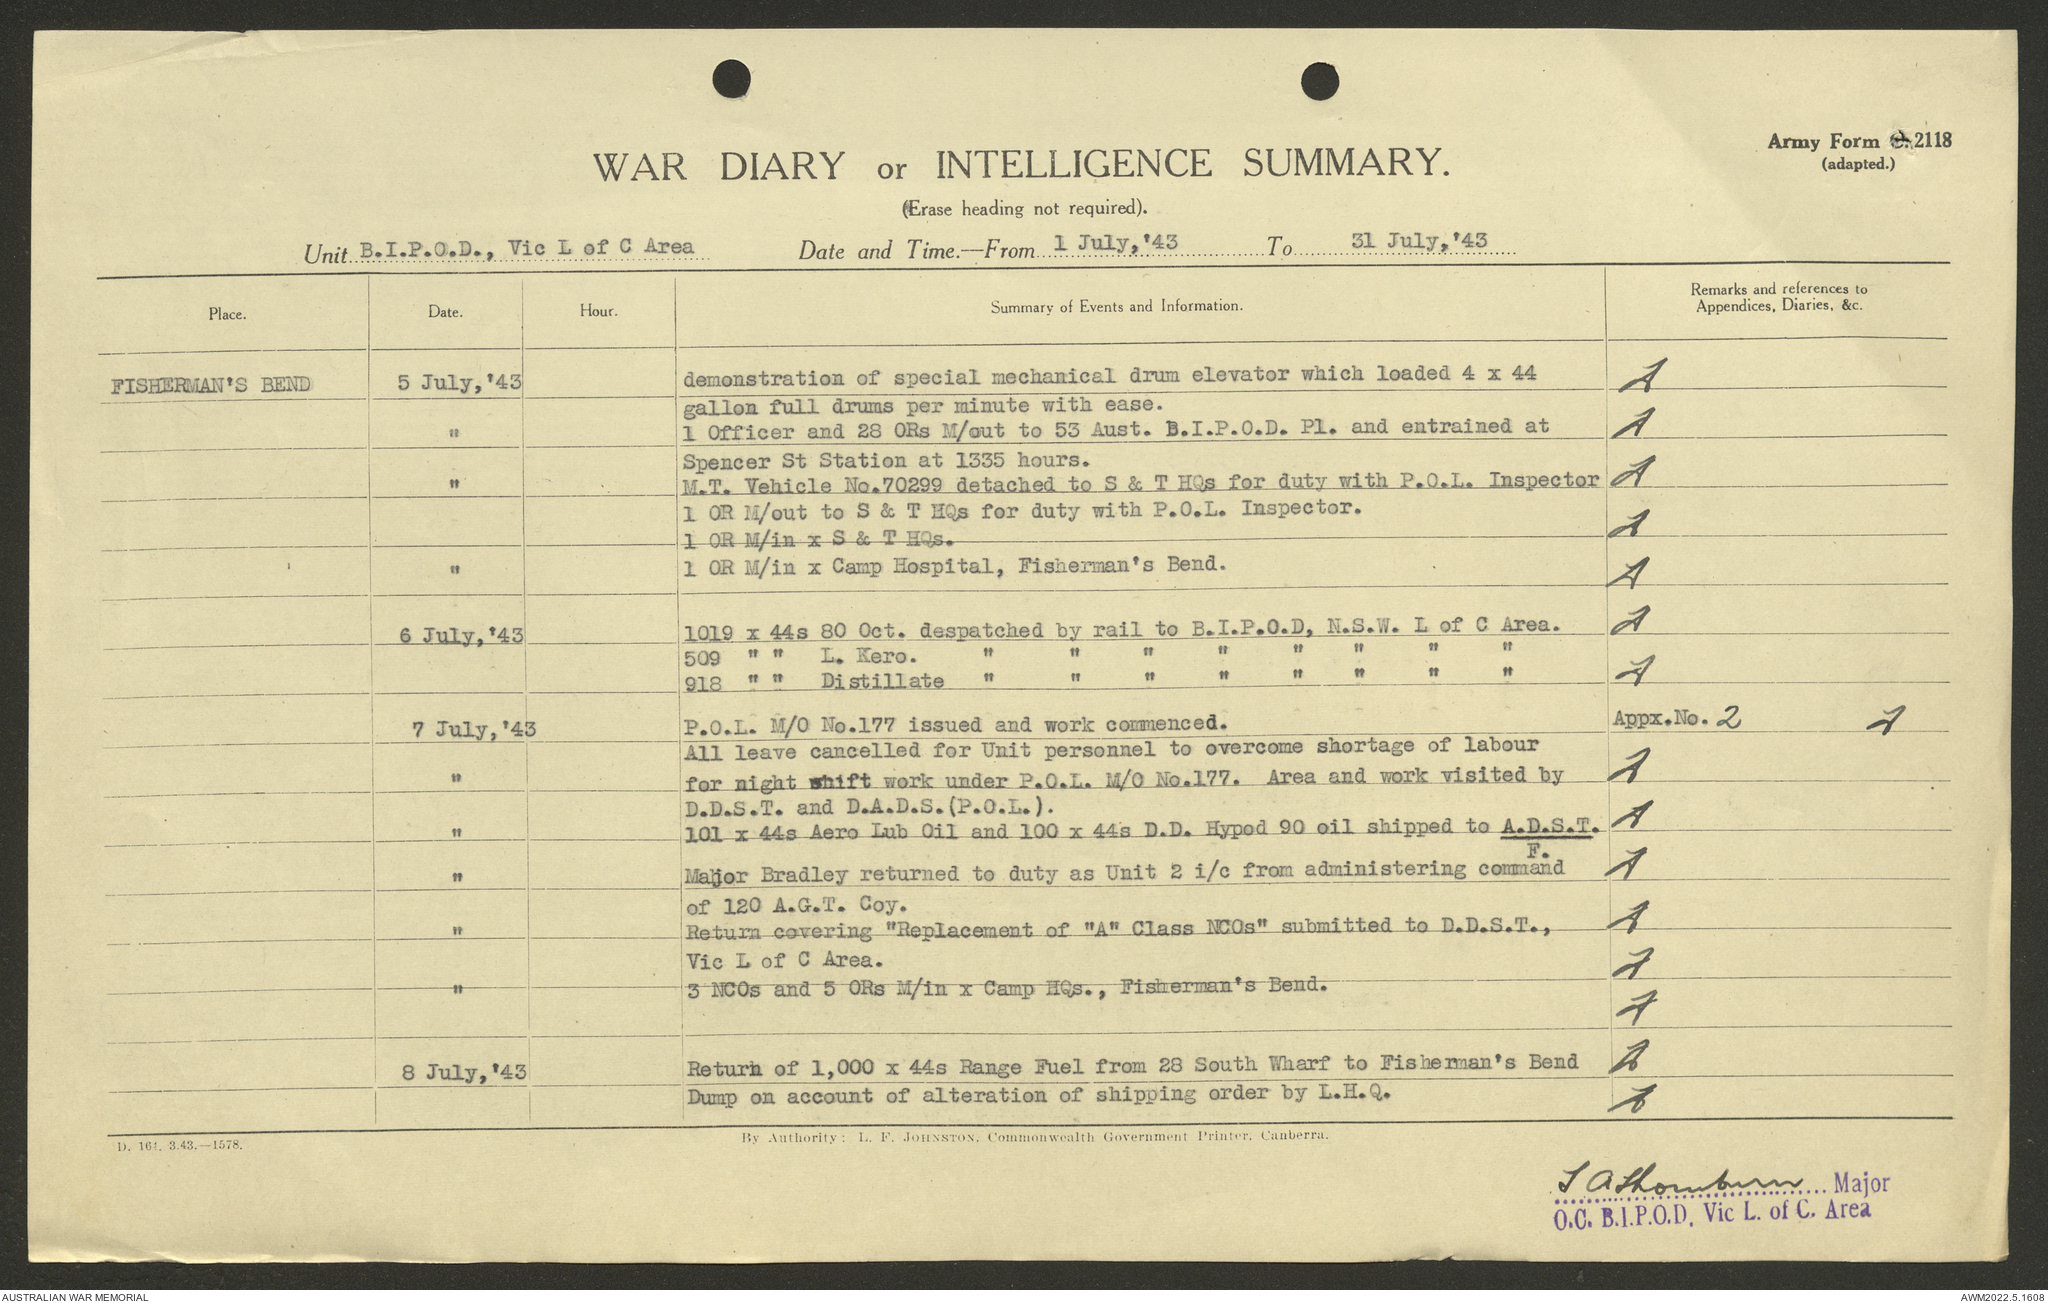 Army Form C.2118
(adapted.)
WAR DIARY or INTELLIGENCE SUMMARY.
(Erase heading not required).
Unit B.I.P.O.D., Vic L of C Area Date and Time.—From 1 July,'43 To 31 July,'43
Place. Date. Hour. Summary of Events and Information. Remarks and references to Appendices, Diaries, &c.
FISHERMAN'S BEND 5 July,'43 demonstration of special mechanical drum elevator which loaded 4 x 44
gallon full drums per minute with ease.
" 1 Officer and 28 ORs M/out to 53 Aust. B.I.P.O.D. Pl. and entrained at
Spencer St Station at 1335 hours.
" M.T. Vehicle No.70299 detached to S & T HQs for duty with P.O.L. Inspector
1 OR M/out to S & T HQs for duty with P.O.L. Inspector.
1 OR M/in x S & T HQs.
" 1 OR M/in x Camp Hospital, Fisherman's Bend.
6 July,'43 1019 x 44s 80 Oct. despatched by rail to B.I.P.O.D, N.S.W. L of C Area.
509 " " L. Kero. " " " " " " " "
918 " " Distillate " " " " " " " "
7 July,'43 P.O.L. M/O No.177 issued and work commenced. Appx.No. 2
All leave cancelled for Unit personnel to overcome shortage of labour
" for night shift work under P.O.L. M/O No.177. Area and work visited by
D.D.S.T. and D.A.D.S.(P.O.L.).
" 101 x 44s Aero Lub Oil and 100 x 44s D.D. Hypod 90 oil shipped to A.D.S.T.
F.
" Major Bradley returned to duty as Unit 2 i/c from administering command
of 120 A.G.T. Coy.
" Return covering "Replacement of "A" Class NCOs" submitted to D.D.S.T.,
Vic L of C Area.
" 3 NCOs and 5 ORs M/in x Camp HQs., Fisherman's Bend.
8 July,'43 Return of 1,000 x 44s Range Fuel from 28 South Wharf to Fisherman's Bend
Dump on account of alteration of shipping order by L.H.Q.
D. 161. 3.43.—1578. By Authority: L. F. JOHNSTON, Commonwealth Government Printer, Canberra.
Major
O.C. B.I.P.O.D, Vic L. of C. Area
AUSTRALIAN WAR MEMORIAL AWM2022.5.1608